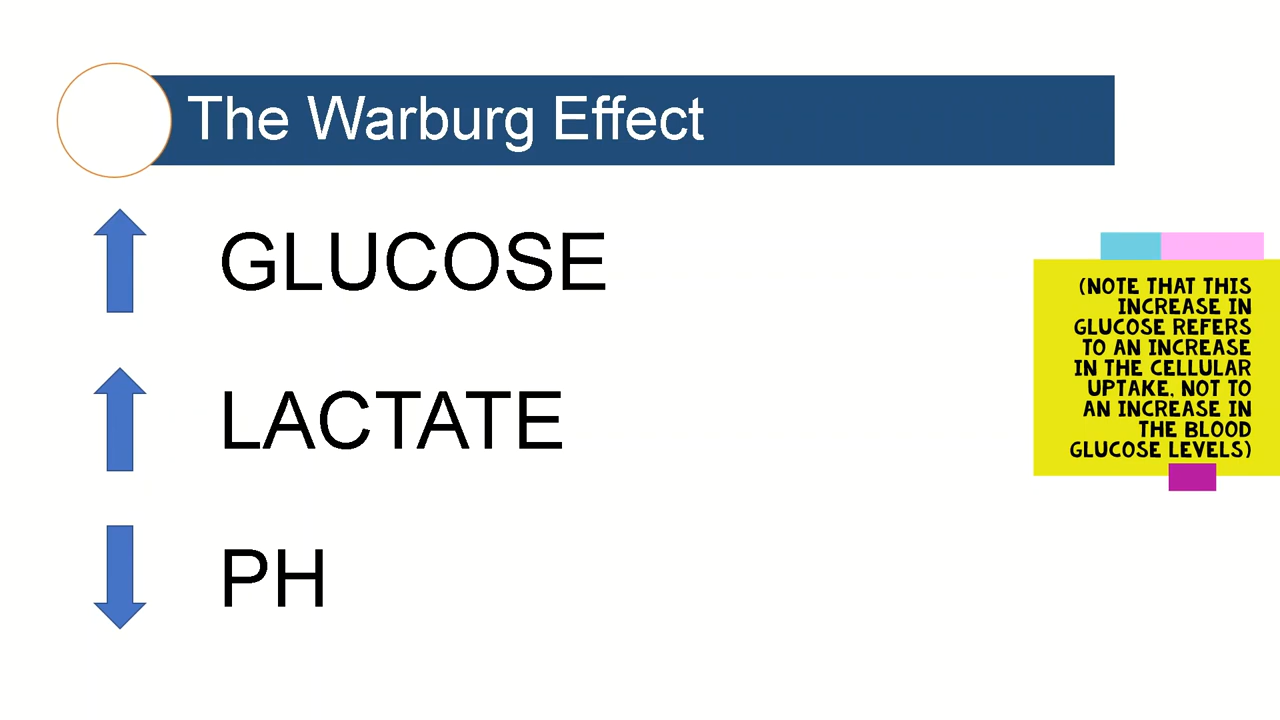 The Warburg Effect
GLUCOSE
LACTATE
PH
(NOTE THAT THIS
INCREASE IN
GLUCOSE REFERS
TO AN INCREASE
IN THE CELLULAR
UPTAKE, NOT TO
AN INCREASE IN
THE BLOOD
GLUCOSE LEVELS)